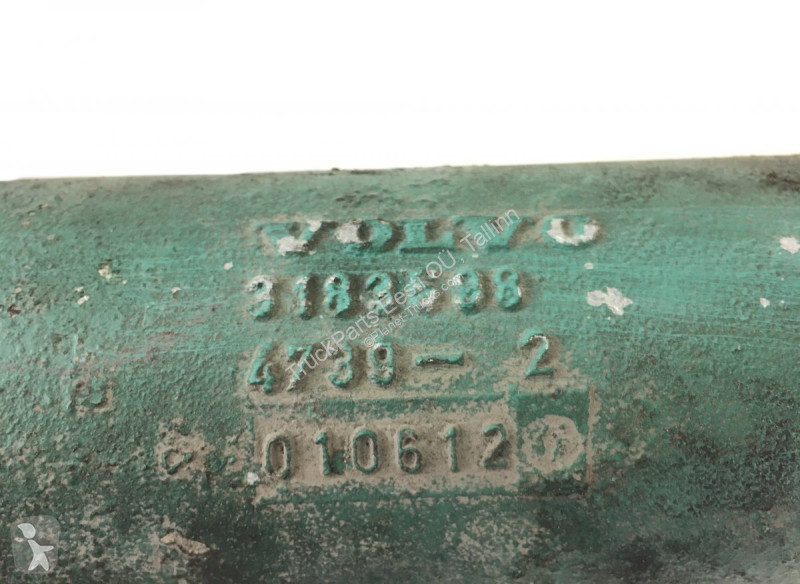 VOLVO
3183598
4739- 2
010612
TruckParts Eesti OÜ, Tallinn